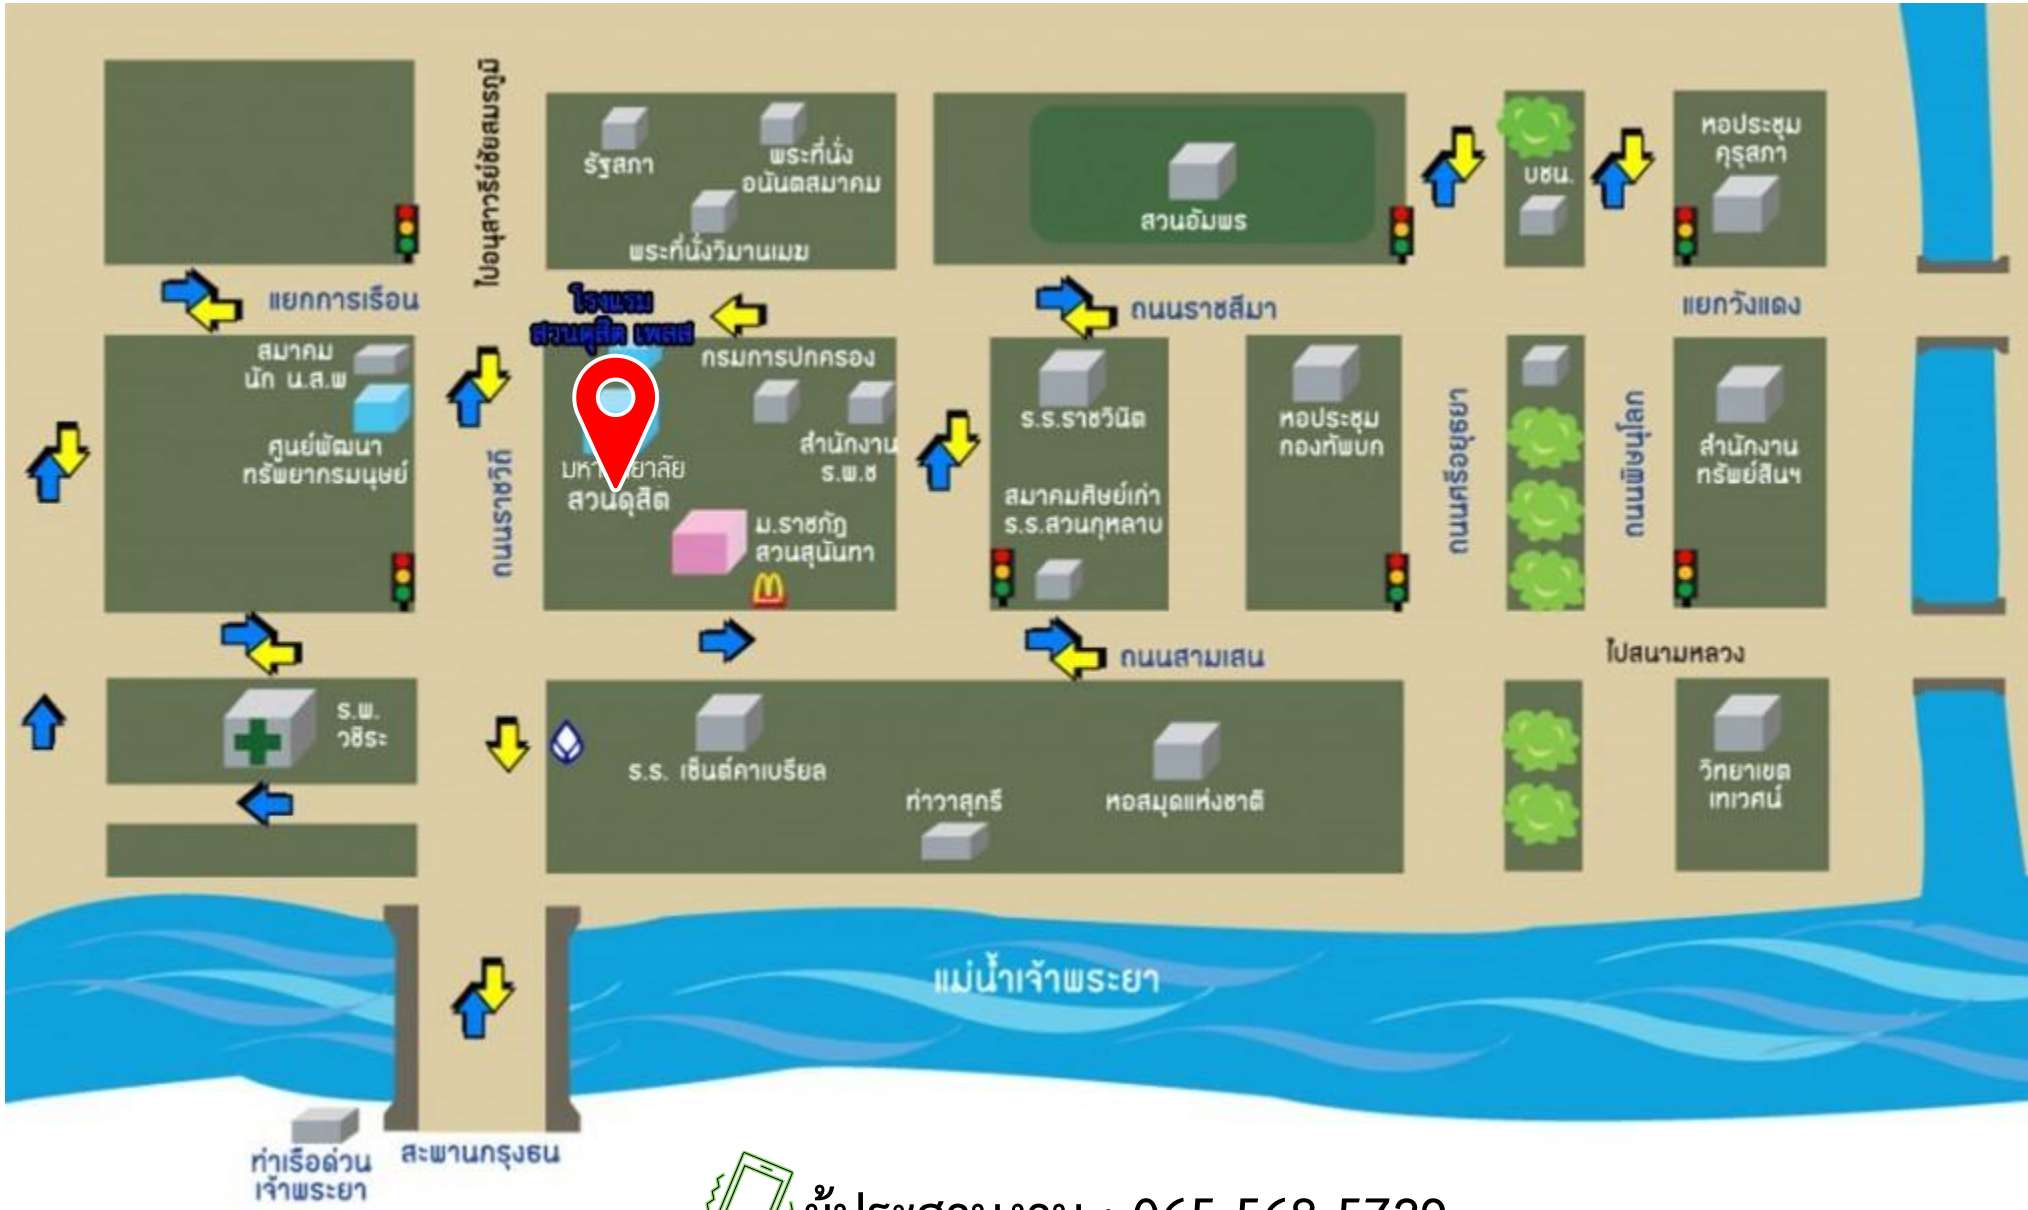 ไปอนุสาวรีย์ชัยสมรภูมิ
รัฐสภา
พระที่นั่ง
อนันตสมาคม
พระที่นั่งวิมานเมฆ
สวนอัมพร
บชน.
หอประชุม
คุรุสภา
แยกการเรือน
โรงแรม
สวนดุสิต เพลส
ถนนราชสีมา
แยกวังแดง
สมาคม
นัก น.ส.พ
ศูนย์พัฒนา
ทรัพยากรมนุษย์
ถนนราชวิถี
กรมการปกครอง
สำนักงาน
ร.พ.ช
สวนดุสิต
ม.ราชภัฏ
สวนสุนันทา
ร.ร.ราชวินิต
สมาคมศิษย์เก่า
ร.ร.สวนกุหลาบ
หอประชุม
กองทัพบก
ถนนศรีอยุธยา
ถนนพิษณุโลก
สำนักงาน
ทรัพย์สินฯ
ถนนสามเสน
ไปสนามหลวง
ร.พ.
วชิระ
ร.ร. เซ็นต์คาเบรียล
ท่าวาสุกรี
หอสมุดแห่งชาติ
วิทยาเขต
เทเวศน์
แม่น้ำเจ้าพระยา
ท่าเรือด่วน
เจ้าพระยา
สะพานกรุงธน
ผู้ประสานงาน : 065-568-5739